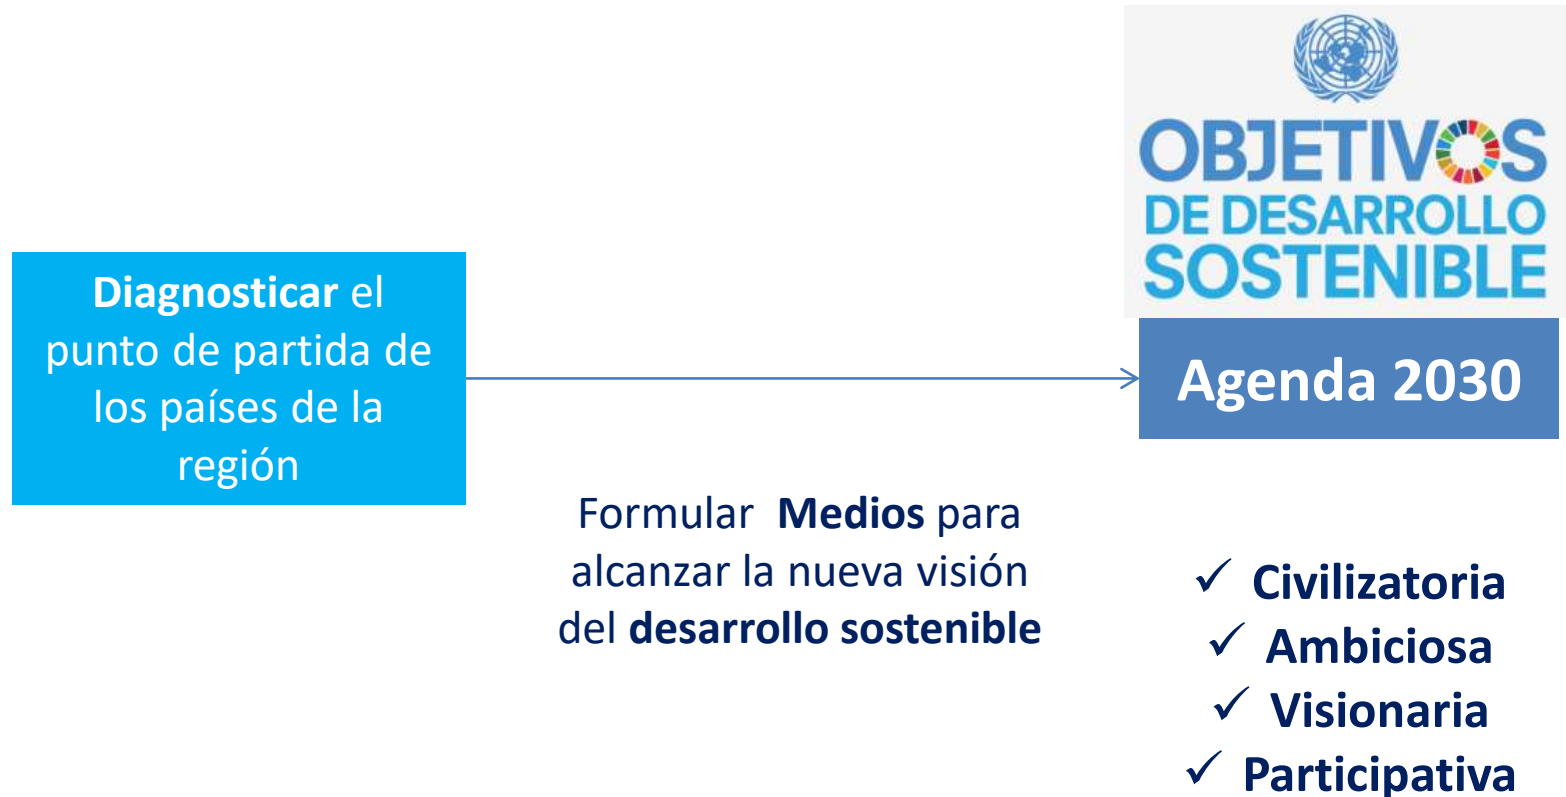 OBJETIVOS
DE DESARROLLO
SOSTENIBLE
Diagnosticar el
punto de partida de
los países de la
región
Agenda 2030
Formular Medios para
alcanzar la nueva visión
del desarrollo sostenible
✓ Civilizatoria
✓ Ambiciosa
✓ Visionaria
✓ Participativa